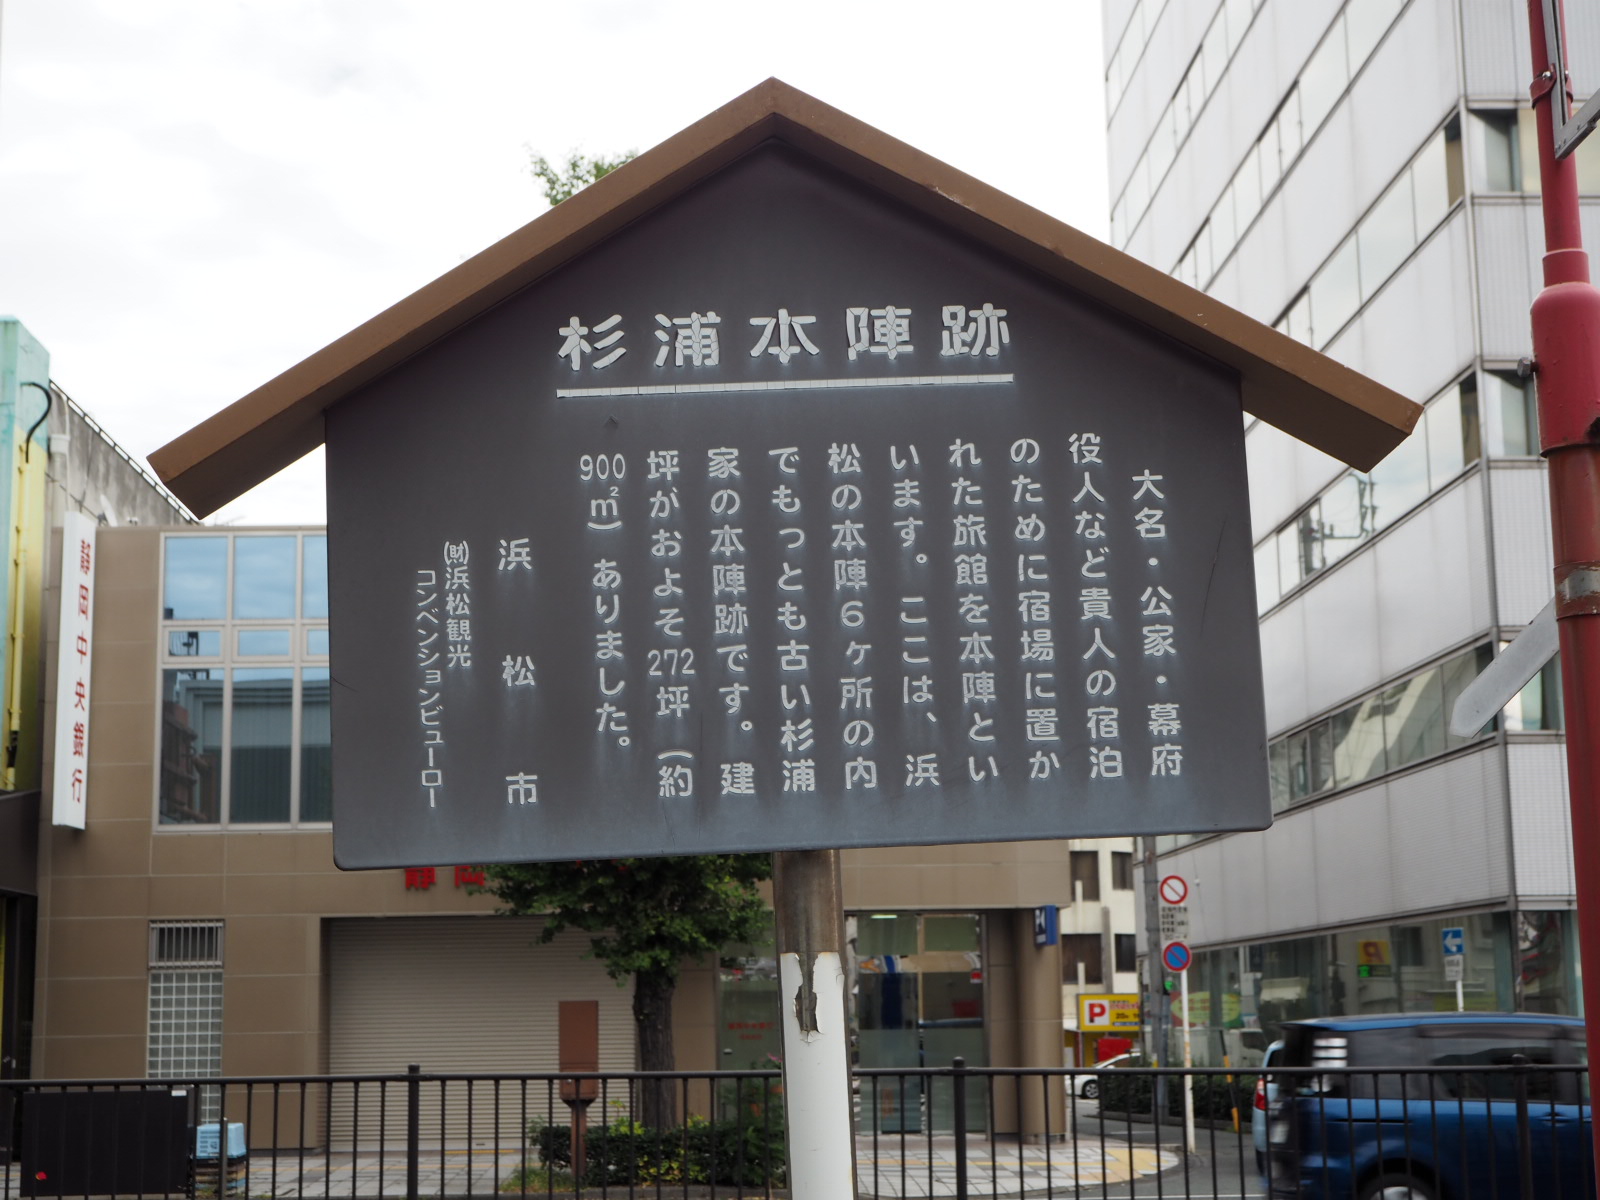 杉浦本陣跡
大名・公家・幕府
役人など貴人の宿泊
のために宿場に置か
れた旅館を本陣とい
います。ここは、浜
松の本陣6ヶ所の内
でもっとも古い杉浦
家の本陣跡です。建
坪がおよそ272坪(約
900㎡)ありました。
浜松市
㈶浜松観光
コンベンションビューロー
静岡中央銀行
静岡
P
P